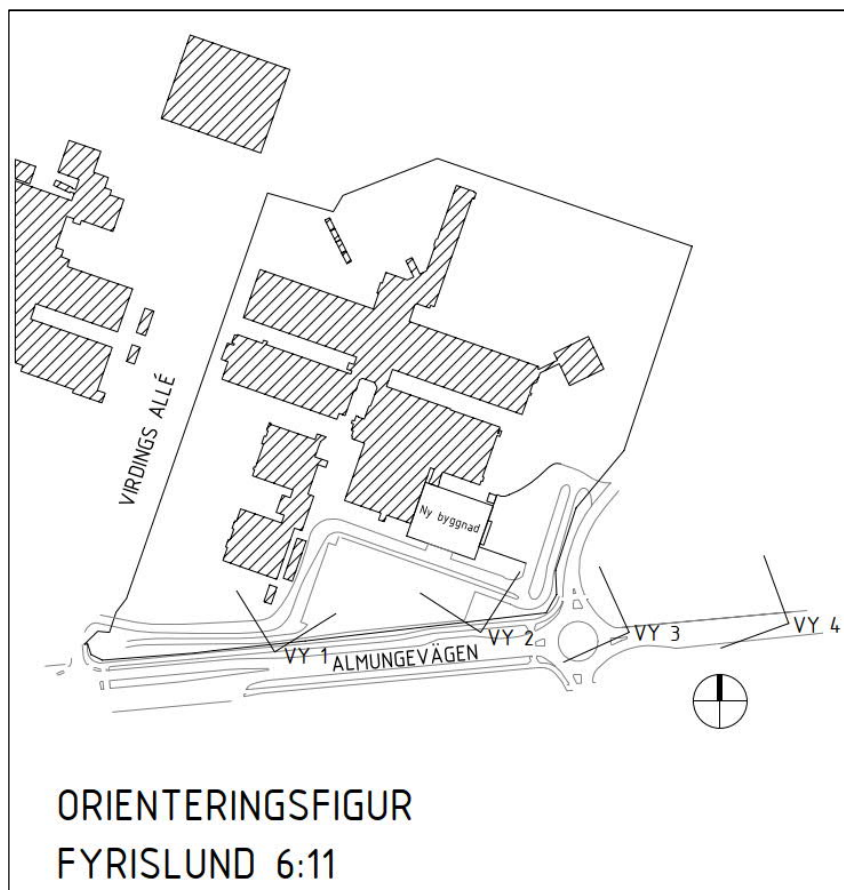 VIRDINGS ALLÉ
Ny byggnad
VY 1
VY 2
VY 3
VY 4
ALMUNGEVÄGEN
ORIENTERINGSFIGUR
FYRISLUND 6:11